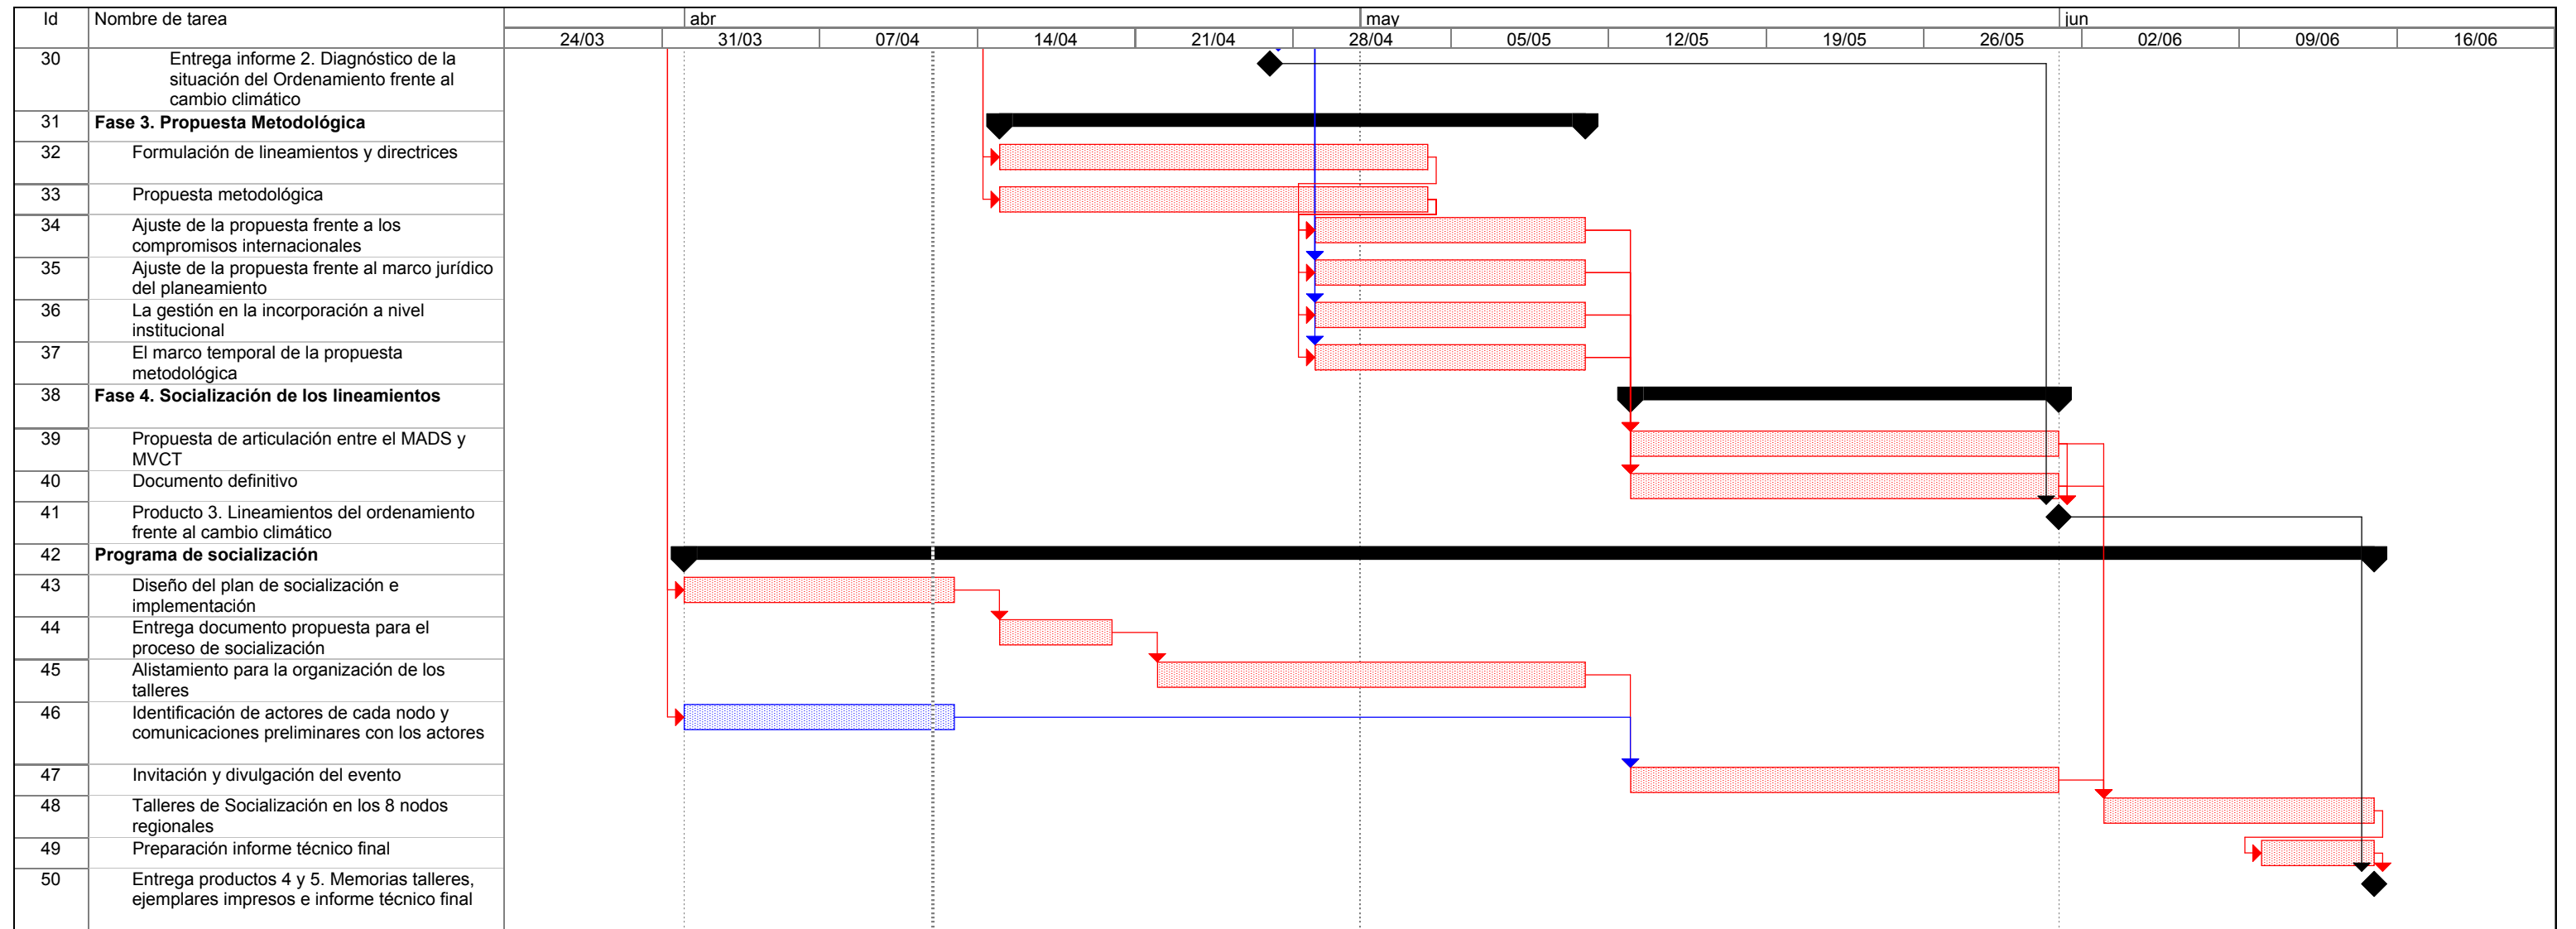 Id Nombre de tarea abr may jun
24/03 31/03 07/04 14/04 21/04 28/04 05/05 12/05 19/05 26/05 02/06 09/06 16/06
30 Entrega informe 2. Diagnóstico de la
situación del Ordenamiento frente al
cambio climático
31 Fase 3. Propuesta Metodológica
32 Formulación de lineamientos y directrices
33 Propuesta metodológica
34 Ajuste de la propuesta frente a los
compromisos internacionales
35 Ajuste de la propuesta frente al marco jurídico
del planeamiento
36 La gestión en la incorporación a nivel
institucional
37 El marco temporal de la propuesta
metodológica
38 Fase 4. Socialización de los lineamientos
39 Propuesta de articulación entre el MADS y
MVCT
40 Documento definitivo
41 Producto 3. Lineamientos del ordenamiento
frente al cambio climático
42 Programa de socialización
43 Diseño del plan de socialización e
implementación
44 Entrega documento propuesta para el
proceso de socialización
45 Alistamiento para la organización de los
talleres
46 Identificación de actores de cada nodo y
comunicaciones preliminares con los actores
47 Invitación y divulgación del evento
48 Talleres de Socialización en los 8 nodos
regionales
49 Preparación informe técnico final
50 Entrega productos 4 y 5. Memorias talleres,
ejemplares impresos e informe técnico final